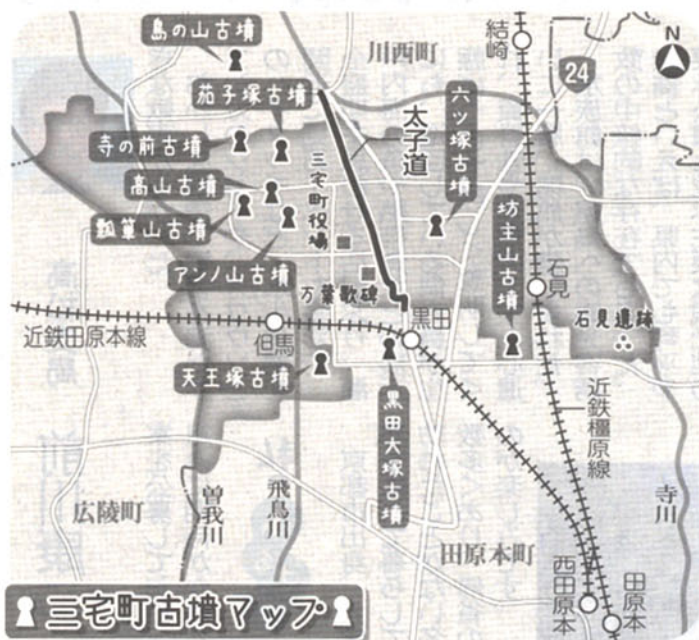 島の山古墳
川西町
結崎
24
N
茄子塚古墳
太子道
六ツ塚古墳
寺の前古墳
高山古墳
三宅町役場
瓢箪山古墳
坊主山古墳
アンノ山古墳
万葉歌碑
石見
石見遺跡
近鉄田原本線
但馬
黒田
天王塚古墳
黒田大塚古墳
近鉄橿原線
寺川
広陵町
曽我川
飛鳥川
田原本町
西田原本
田原本
三宅町古墳マップ